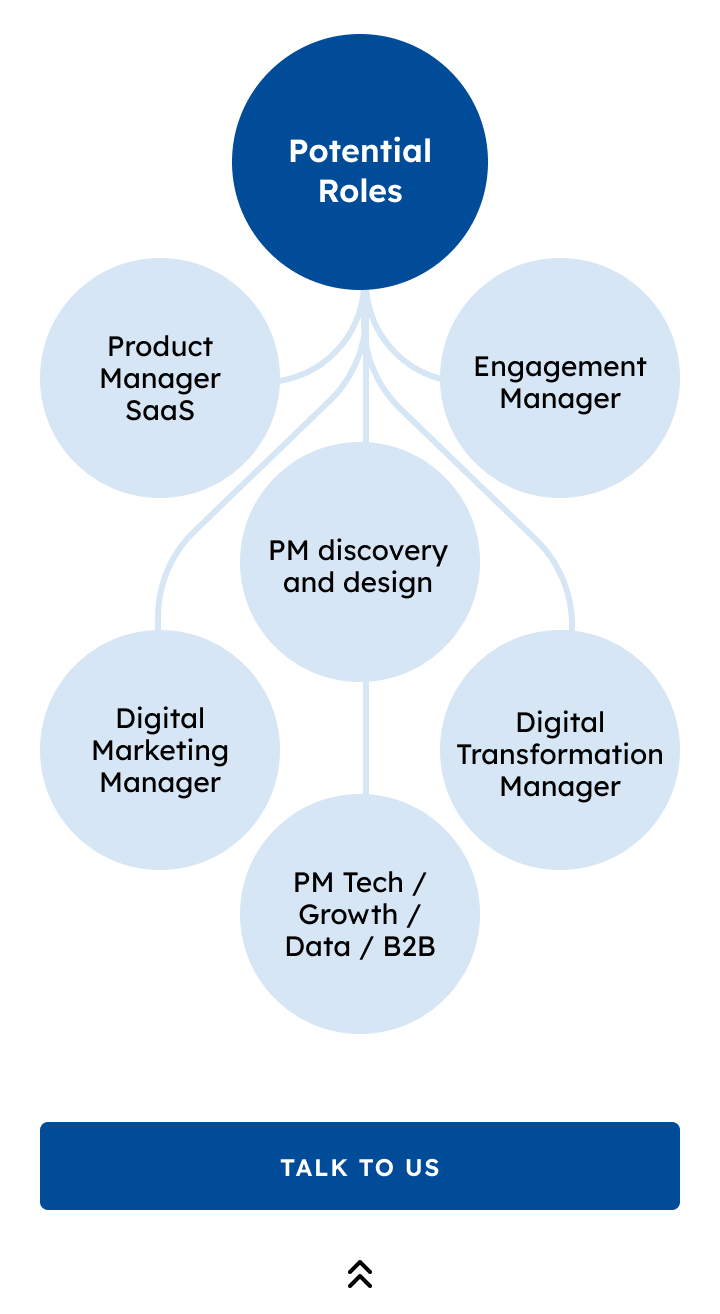 Potential
Roles
Product
Manager
SaaS
Engagement
Manager
PM discovery
and design
Digital
Marketing
Manager
Digital
Transformation
Manager
PM Tech /
Growth /
Data / B2B
TALK TO US